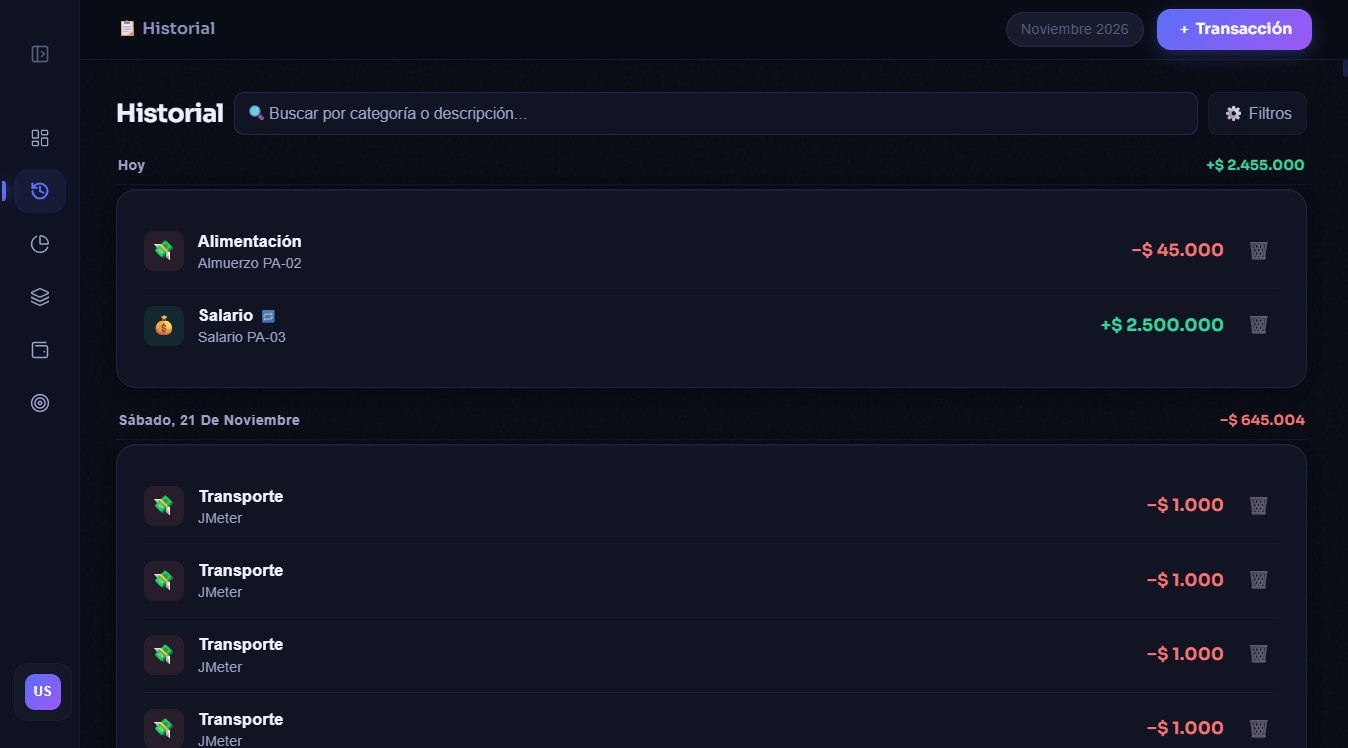 Historial
Noviembre 2026
+ Transacción
Historial
Buscar por categoría o descripción...
Filtros
Hoy
+$ 2.455.000
Alimentación
Almuerzo PA-02
−$ 45.000
Salario
Salario PA-03
+$ 2.500.000
Sábado, 21 De Noviembre
−$ 645.004
Transporte
JMeter
−$ 1.000
Transporte
JMeter
−$ 1.000
Transporte
JMeter
−$ 1.000
Transporte
JMeter
−$ 1.000
US